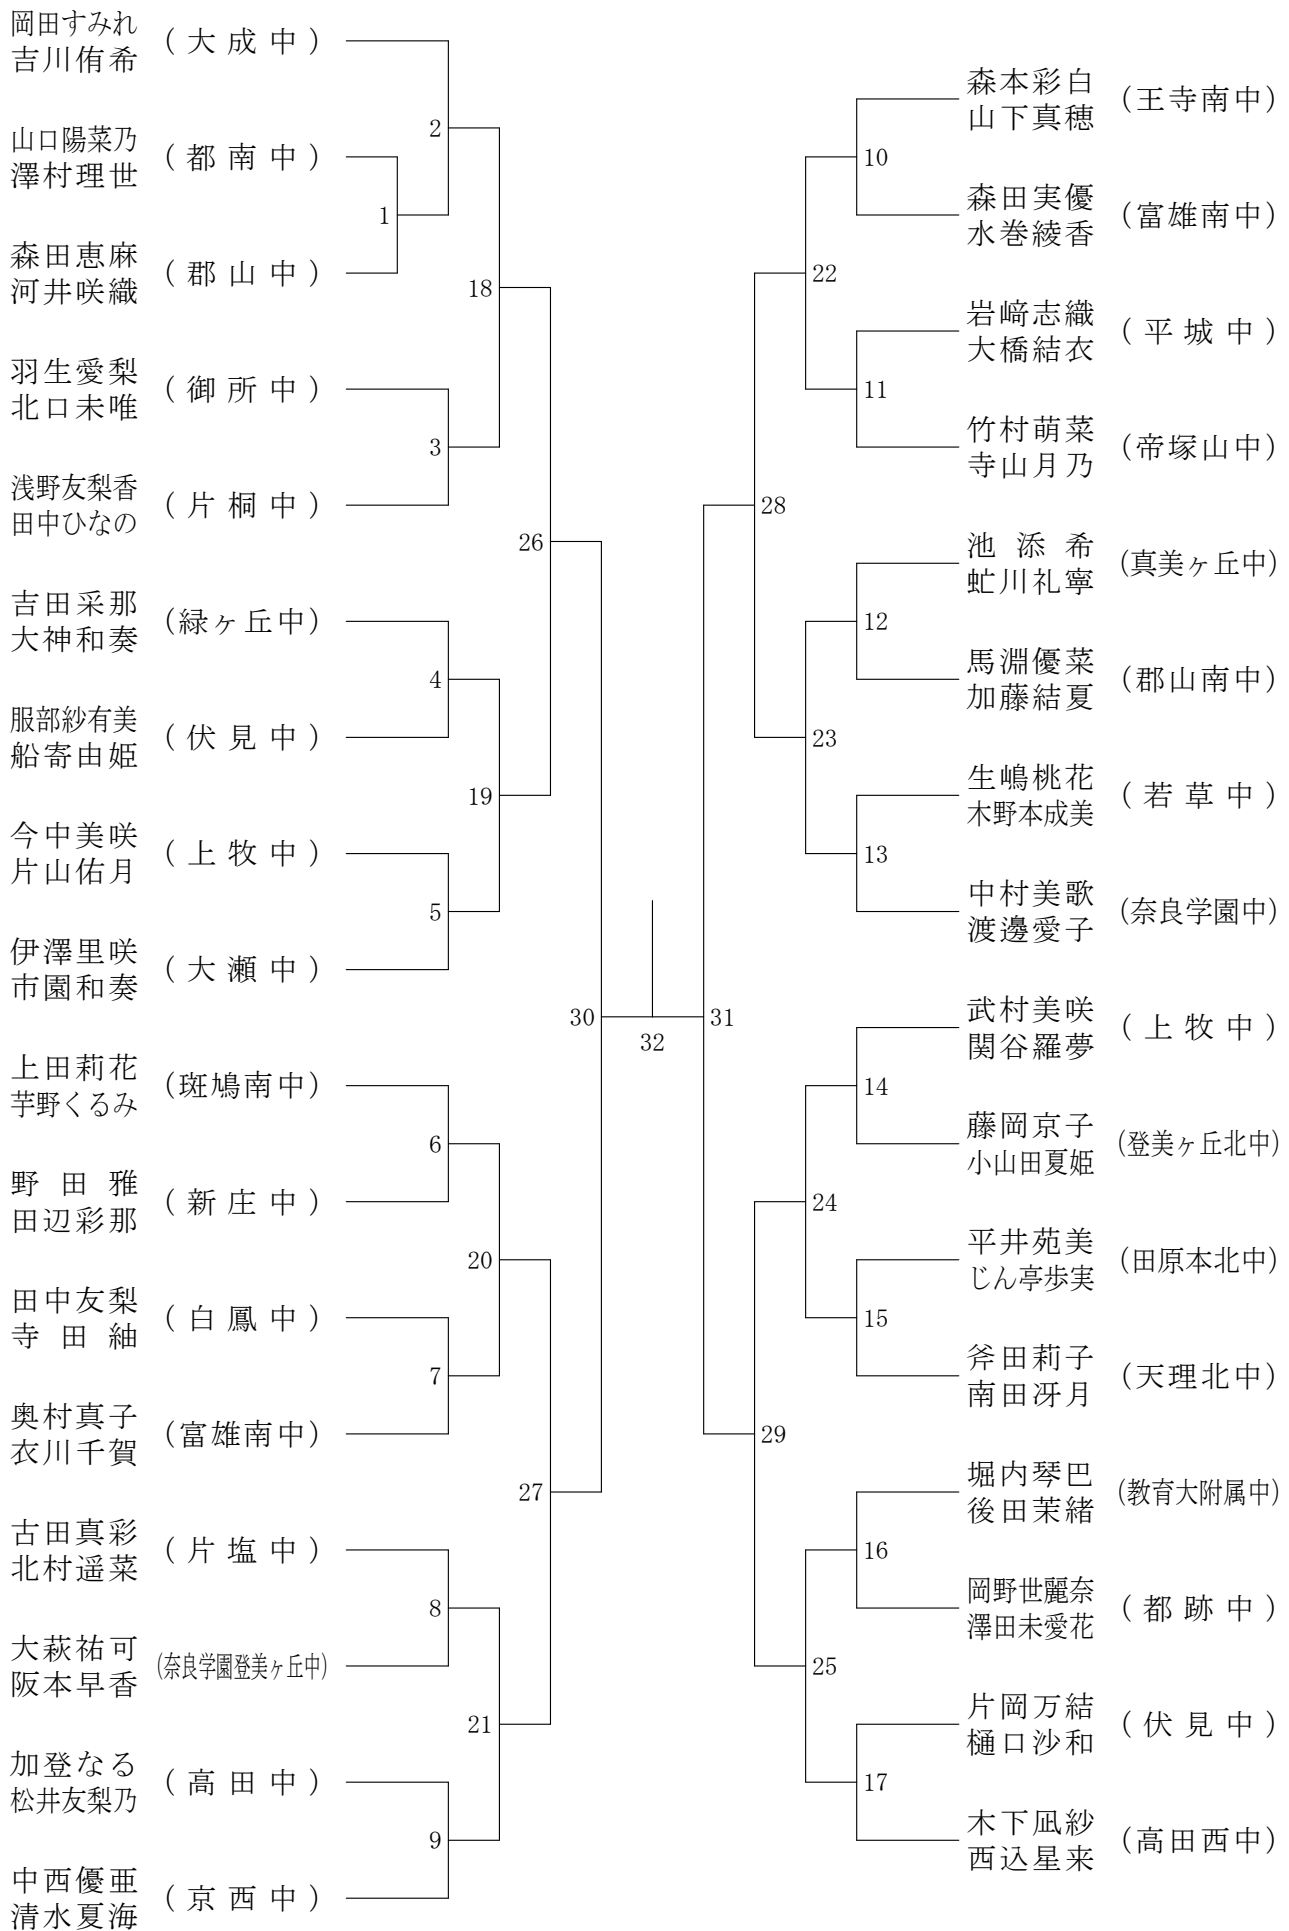 岡田すみれ
吉川侑希
(大成中)
山口陽菜乃
澤村理世
(都南中)
森田恵麻
河井咲織
(郡山中)
羽生愛梨
北口未唯
(御所中)
浅野友梨香
田中ひなの
(片桐中)
吉田采那
大神和奏
(緑ヶ丘中)
服部紗有美
船寄由姫
(伏見中)
今中美咲
片山佑月
(上牧中)
伊澤里咲
市園和奏
(大瀬中)
上田莉花
芋野くるみ
(斑鳩南中)
野田雅
田辺彩那
(新庄中)
田中友梨
寺田紬
(白鳳中)
奥村真子
衣川千賀
(富雄南中)
古田真彩
北村遥菜
(片塩中)
大萩祐可
阪本早香
(奈良学園登美ヶ丘中)
加登なる
松井友梨乃
(高田中)
中西優亜
清水夏海
(京西中)
2
1
18
3
26
4
19
5
30
6
20
7
27
8
21
9
32
31
10
22
11
28
12
23
13
14
24
15
29
16
25
17
森本彩白
山下真穂
(王寺南中)
森田実優
水巻綾香
(富雄南中)
岩﨑志織
大橋結衣
(平城中)
竹村萌菜
寺山月乃
(帝塚山中)
池添希
虻川礼寧
(真美ヶ丘中)
馬淵優菜
加藤結夏
(郡山南中)
生嶋桃花
木野本成美
(若草中)
中村美歌
渡邊愛子
(奈良学園中)
武村美咲
関谷羅夢
(上牧中)
藤岡京子
小山田夏姫
(登美ヶ丘北中)
平井苑美
じん亭歩実
(田原本北中)
斧田莉子
南田冴月
(天理北中)
堀内琴巴
後田茉緒
(教育大附属中)
岡野世麗奈
澤田未愛花
(都跡中)
片岡万結
樋口沙和
(伏見中)
木下凪紗
西込星来
(高田西中)